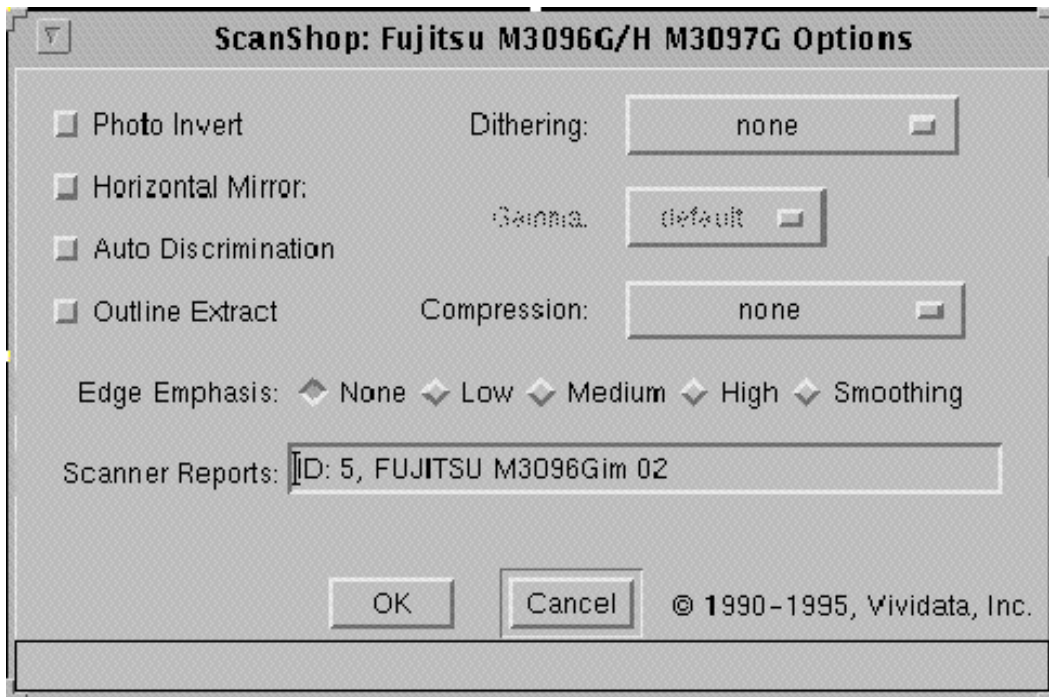 ScanShop: Fujitsu M3096G/H M3097G Options
Photo Invert
Dithering: none
Horizontal Mirror:
Gamma: default
Auto Discrimination
Outline Extract
Compression: none
Edge Emphasis: None Low Medium High Smoothing
Scanner Reports: ID: 5, FUJITSU M3096Gim 02
OK Cancel © 1990-1995, Vividata, Inc.